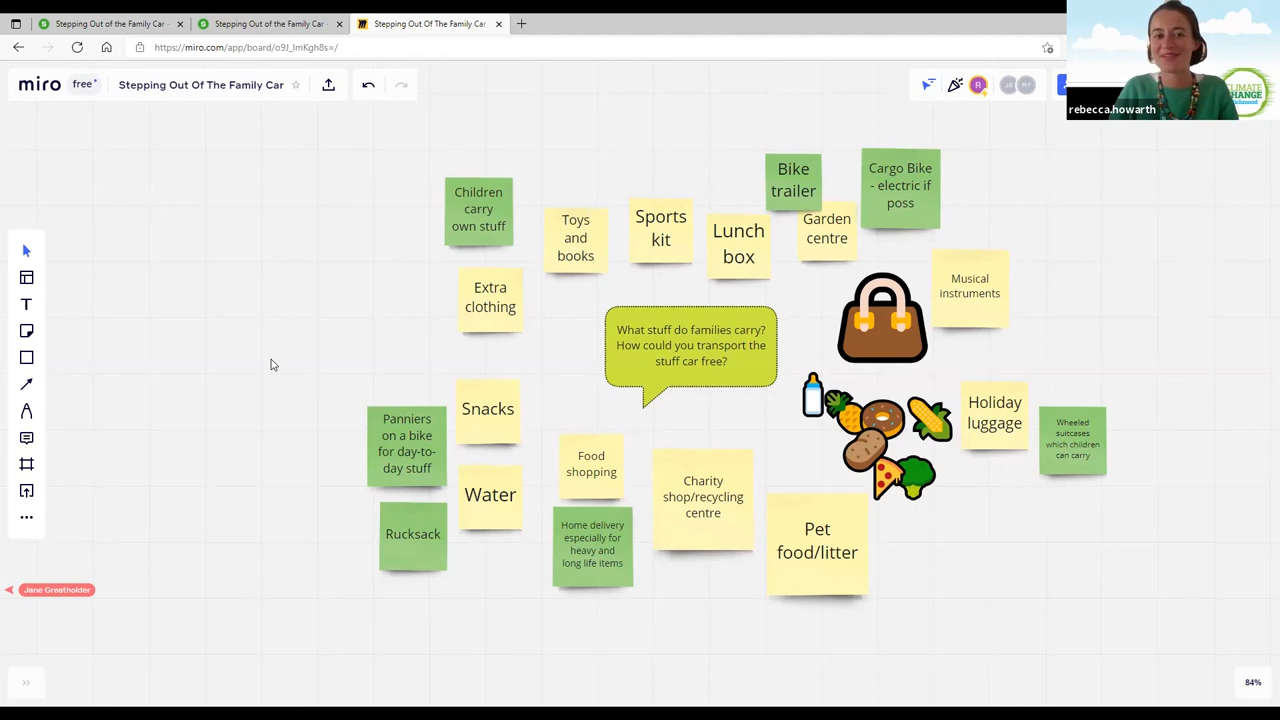 Stepping Out of the Family Car -
Stepping Out of the Family Car -
Stepping Out Of The Family Car,
https://miro.com/app/board/o9J_lmKgh8s=/
miro
free
Stepping Out Of The Family Car
R
rebecca.howarth
CLIMATE
CHANGE
Richmond
Children
carry
own stuff
Toys
and
books
Sports
kit
Lunch
box
Bike
trailer
Garden
centre
Cargo Bike
- electric if
poss
Musical
instruments
Extra
clothing
What stuff do families carry?
How could you transport the
stuff car free?
Snacks
Panniers
on a bike
for day-to-
day stuff
Water
Rucksack
Food
shopping
Home delivery
especially for
heavy and
long life items
Charity
shop/recycling
centre
Pet
food/litter
Holiday
luggage
Wheeled
suitcases
which children
can carry
Jane Greatholder
84%